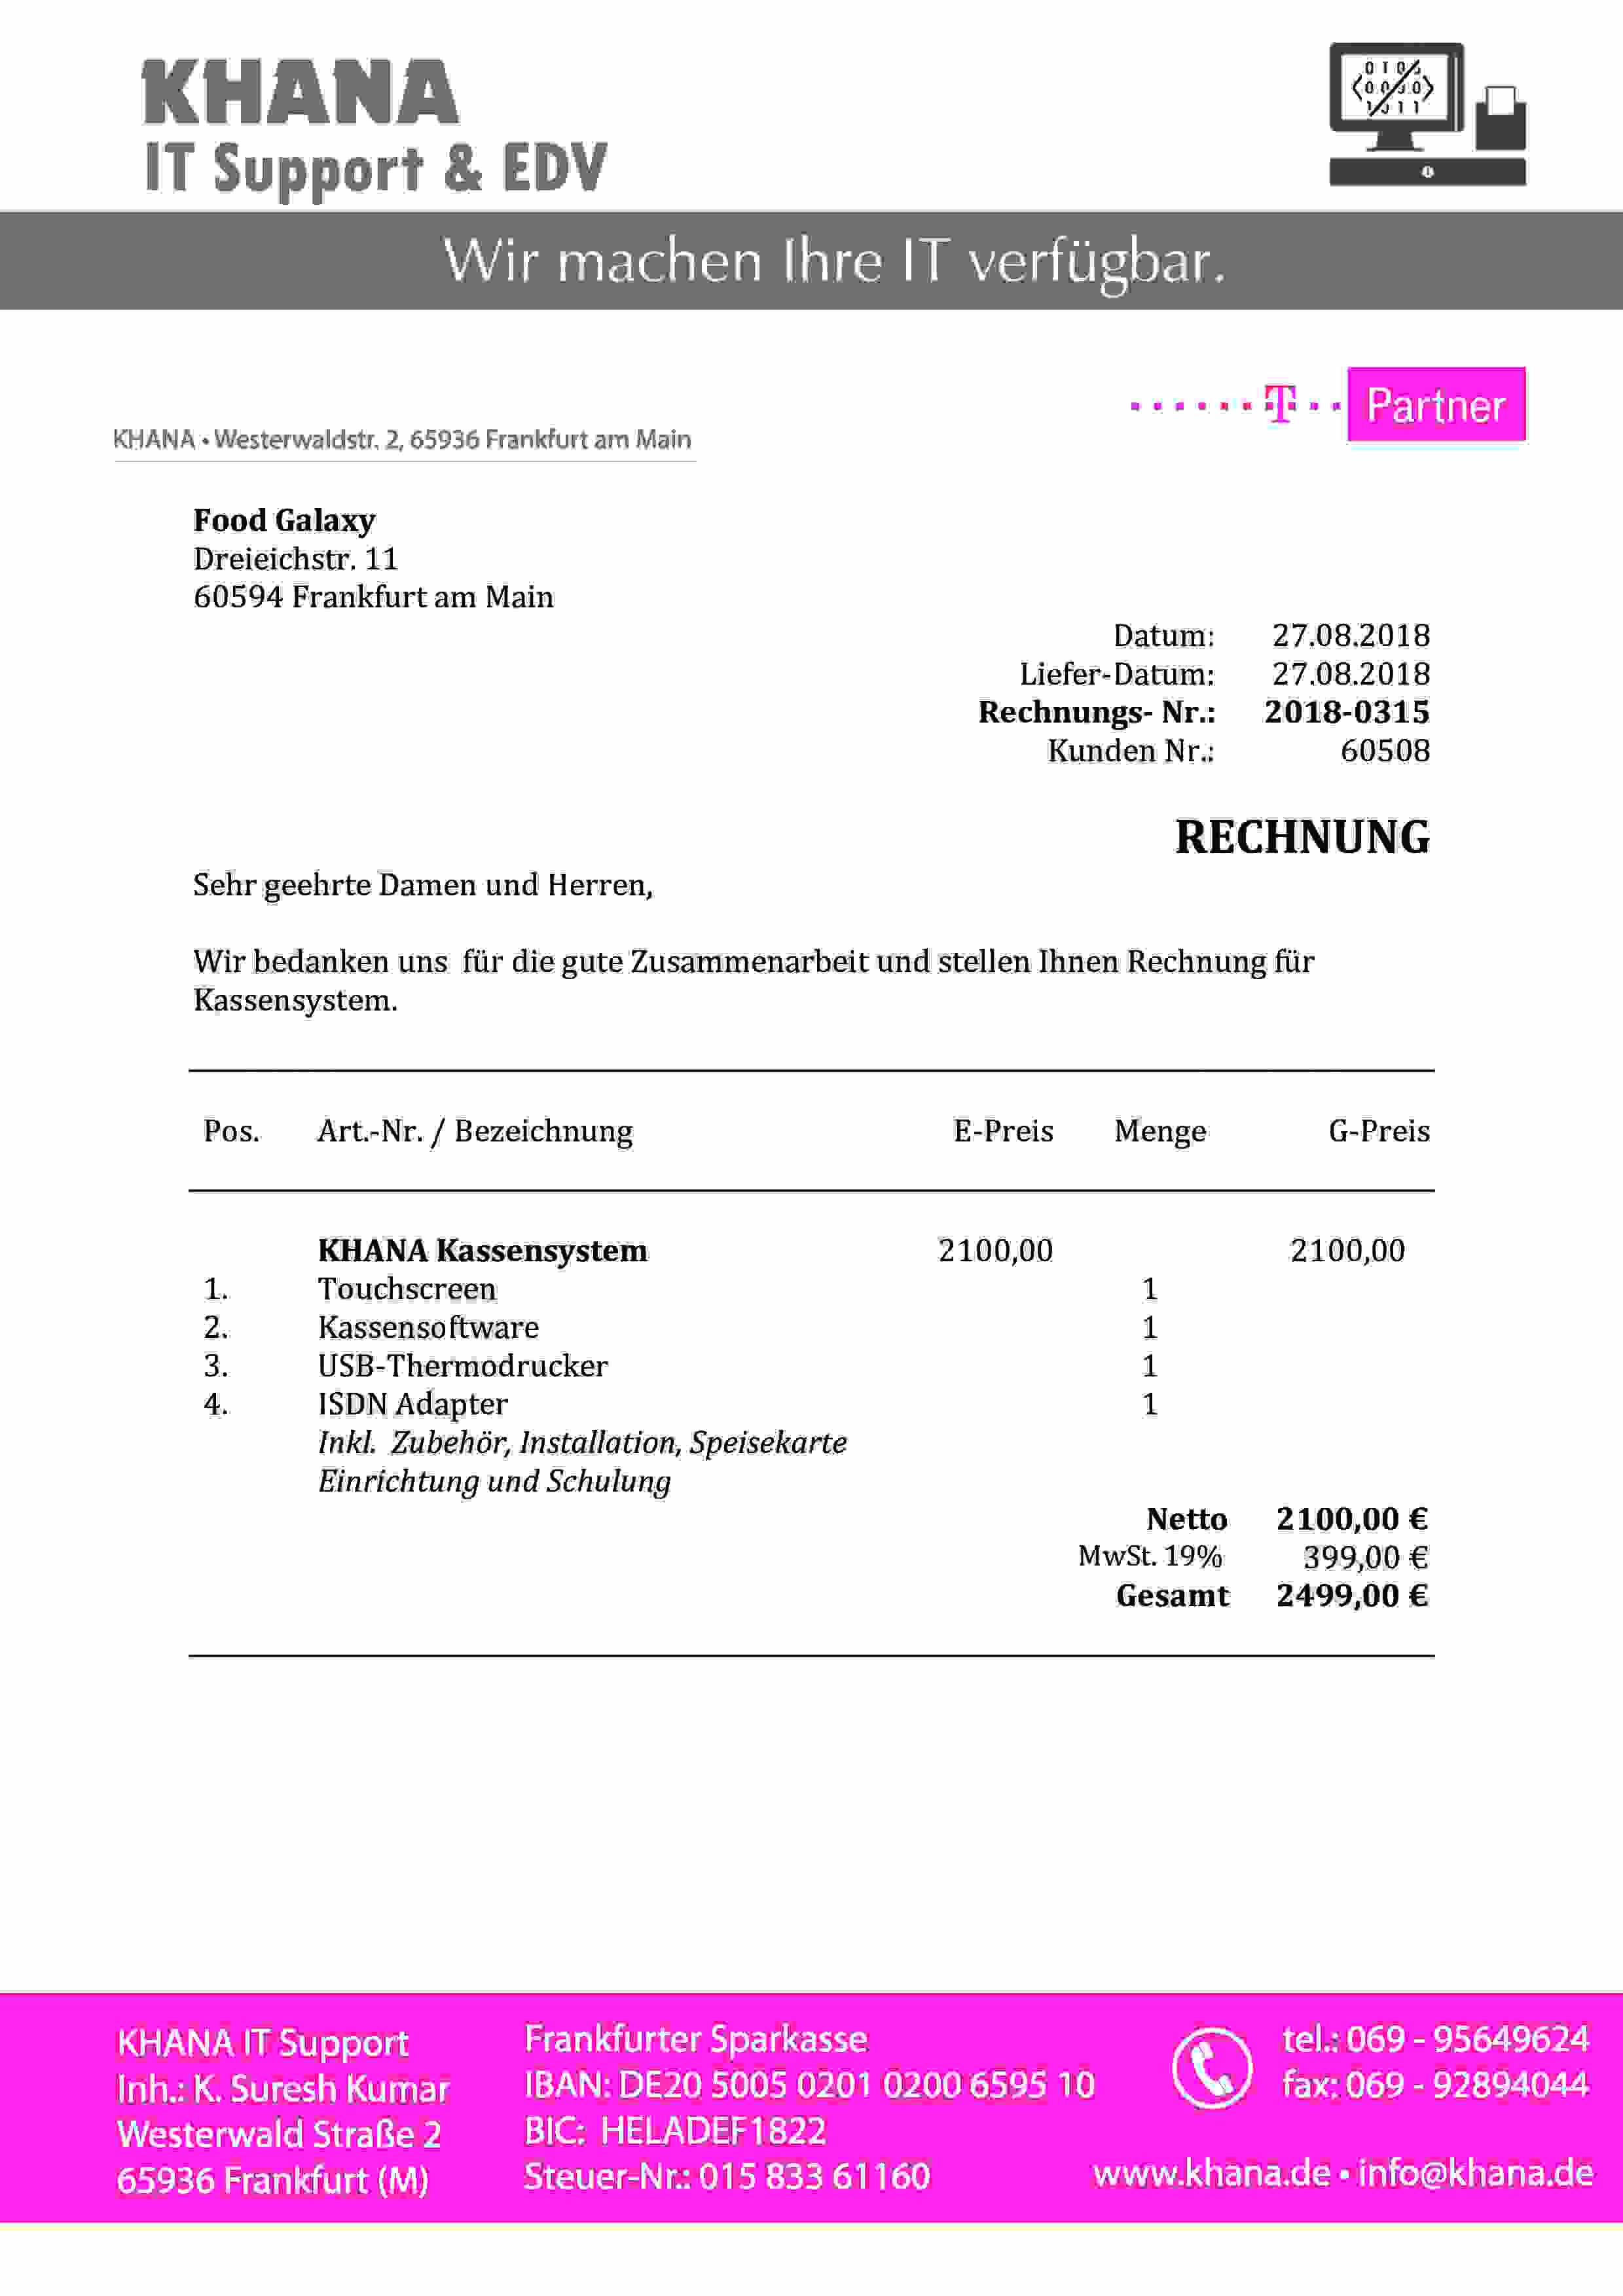 KHANA
IT Support & EDV
Wir machen Ihre IT verfügbar.
T Partner
KHANA • Westerwaldstr. 2, 65936 Frankfurt am Main
Food Galaxy
Dreieichstr. 11
60594 Frankfurt am Main
Datum: 27.08.2018
Liefer-Datum: 27.08.2018
Rechnungs- Nr.: 2018-0315
Kunden Nr.: 60508
RECHNUNG
Sehr geehrte Damen und Herren,
Wir bedanken uns für die gute Zusammenarbeit und stellen Ihnen Rechnung für
Kassensystem.
Pos. Art.-Nr. / Bezeichnung E-Preis Menge G-Preis
KHANA Kassensystem 2100,00 2100,00
1. Touchscreen 1
2. Kassensoftware 1
3. USB-Thermodrucker 1
4. ISDN Adapter 1
Inkl. Zubehör, Installation, Speisekarte
Einrichtung und Schulung
Netto 2100,00 €
MwSt. 19% 399,00 €
Gesamt 2499,00 €
KHANA IT Support
Inh.: K. Suresh Kumar
Westerwald Straße 2
65936 Frankfurt (M)
Frankfurter Sparkasse
IBAN: DE20 5005 0201 0200 6595 10
BIC: HELADEF1822
Steuer-Nr.: 015 833 61160
tel.: 069 - 95649624
fax: 069 - 92894044
www.khana.de • info@khana.de